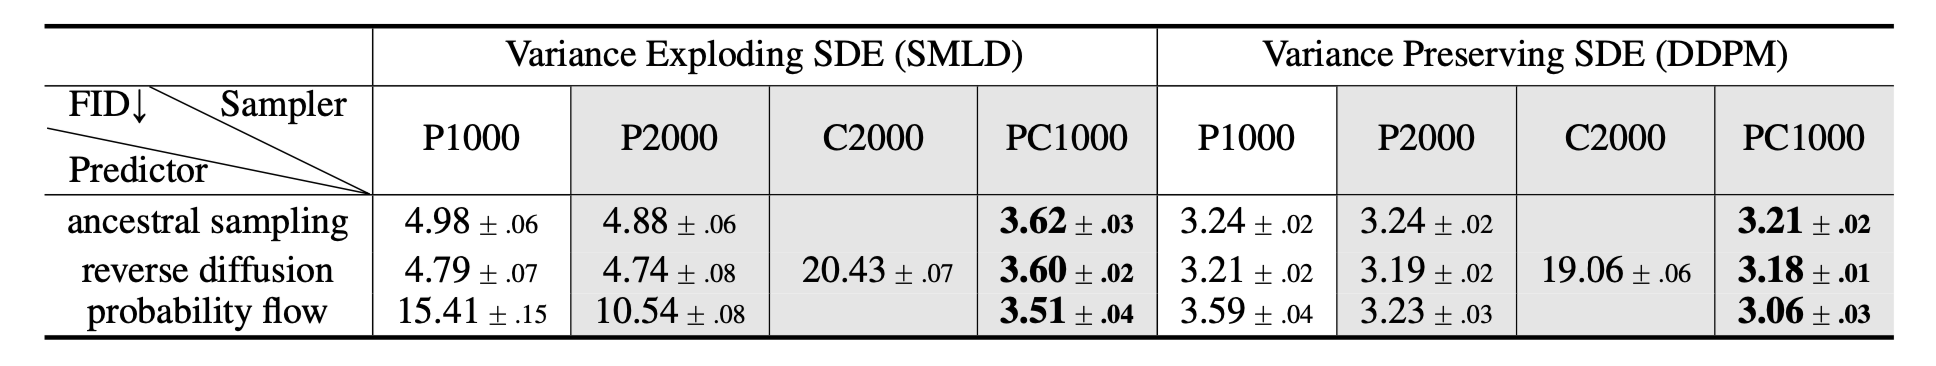 Variance Exploding SDE (SMLD) Variance Preserving SDE (DDPM)
FID↓ Sampler
Predictor
P1000 P2000 C2000 PC1000 P1000 P2000 C2000 PC1000
ancestral sampling 4.98 ± .06 4.88 ± .06 3.62 ± .03 3.24 ± .02 3.24 ± .02 3.21 ± .02
reverse diffusion 4.79 ± .07 4.74 ± .08 20.43 ± .07 3.60 ± .02 3.21 ± .02 3.19 ± .02 19.06 ± .06 3.18 ± .01
probability flow 15.41 ± .15 10.54 ± .08 3.51 ± .04 3.59 ± .04 3.23 ± .03 3.06 ± .03